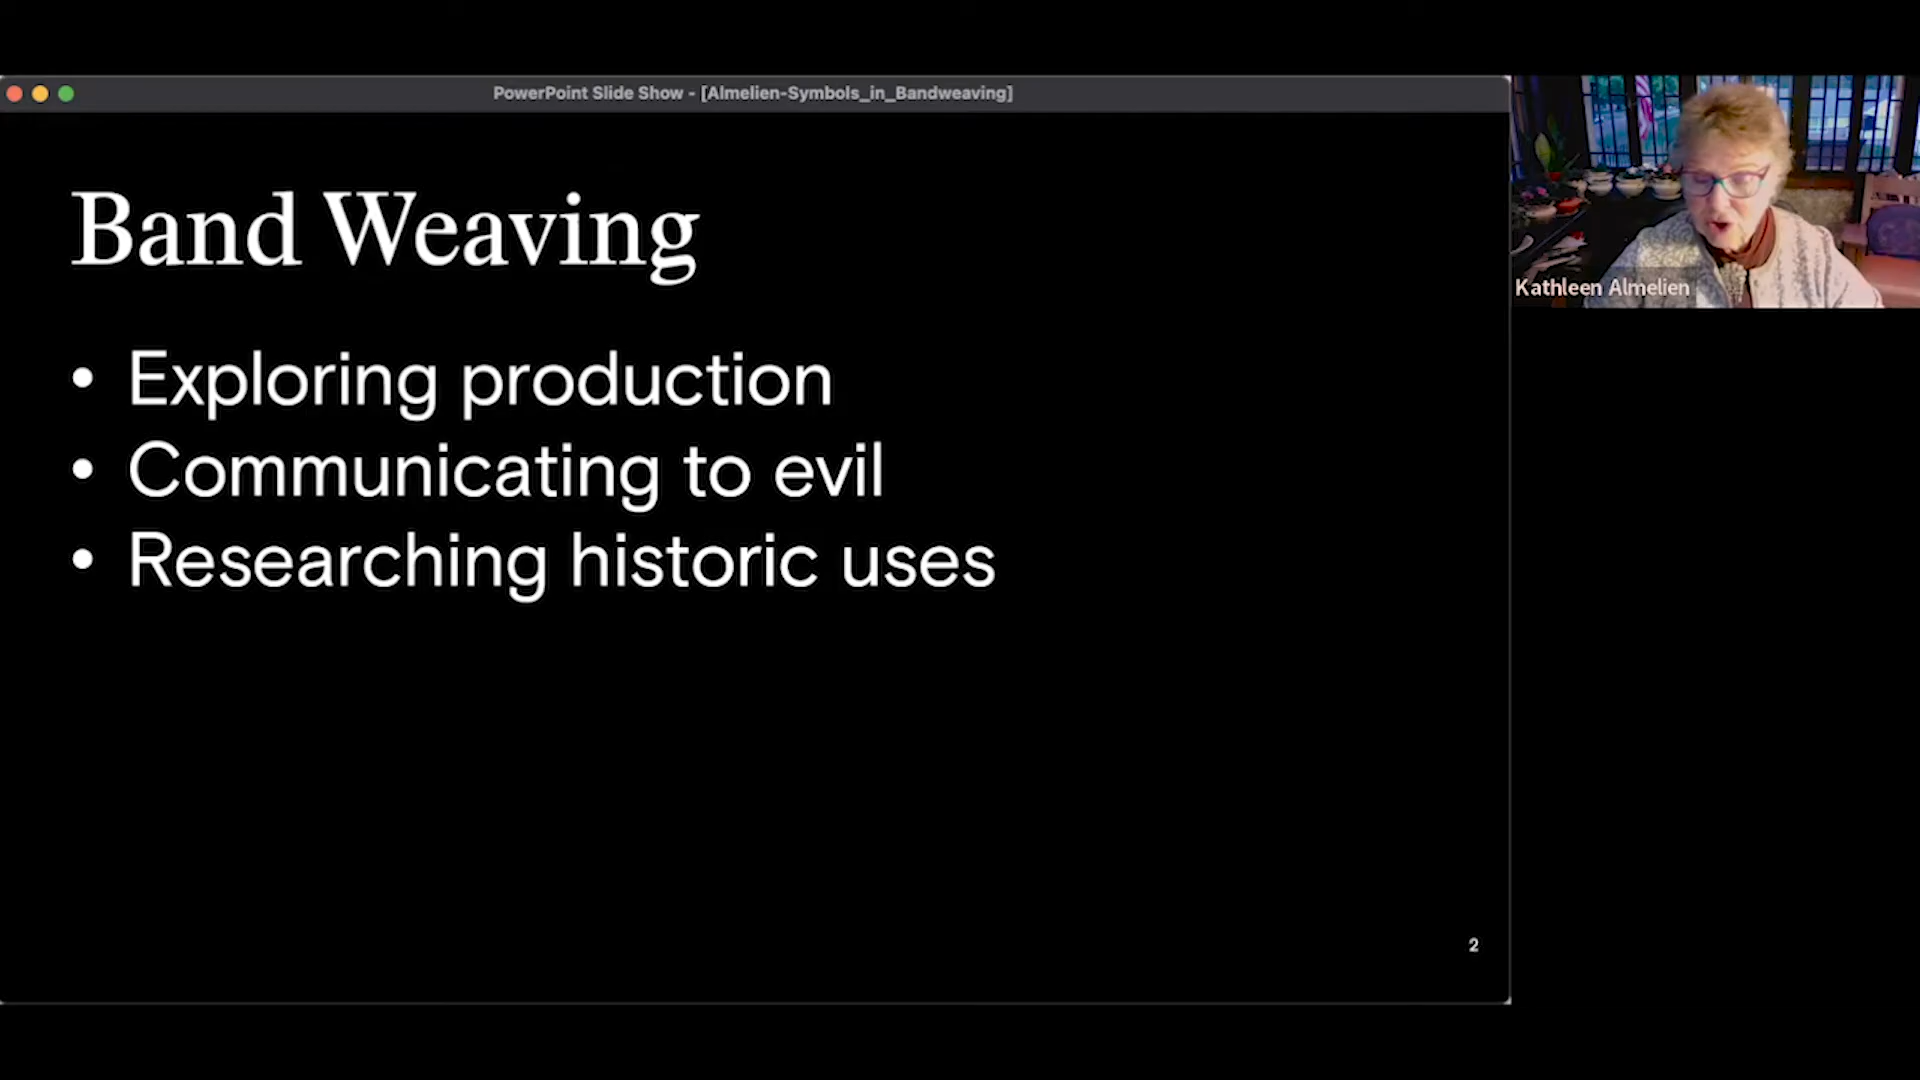 PowerPoint Slide Show - [Almelien-Symbols_in_Bandweaving]
Band Weaving
• Exploring production
• Communicating to evil
• Researching historic uses
2
Kathleen Almelien